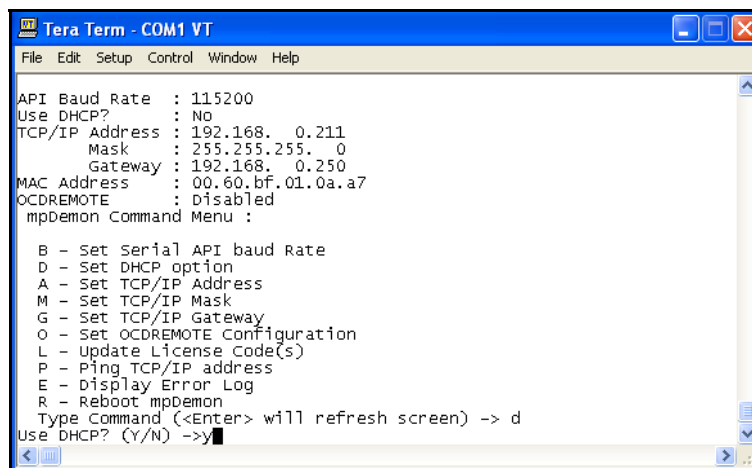 Tera Term - COM1 VT
File Edit Setup Control Window Help
API Baud Rate : 115200
Use DHCP? : No
TCP/IP Address : 192.168. 0.211
Mask : 255.255.255. 0
Gateway : 192.168. 0.250
MAC Address : 00.60.bf.01.0a.a7
OCDREMOTE : Disabled
mpDemon Command Menu :
B - Set Serial API baud Rate
D - Set DHCP option
A - Set TCP/IP Address
M - Set TCP/IP Mask
G - Set TCP/IP Gateway
O - Set OCDREMOTE Configuration
L - Update License Code(s)
P - Ping TCP/IP address
E - Display Error Log
R - Reboot mpDemon
Type Command (<Enter> will refresh screen) -> d
Use DHCP? (Y/N) ->y